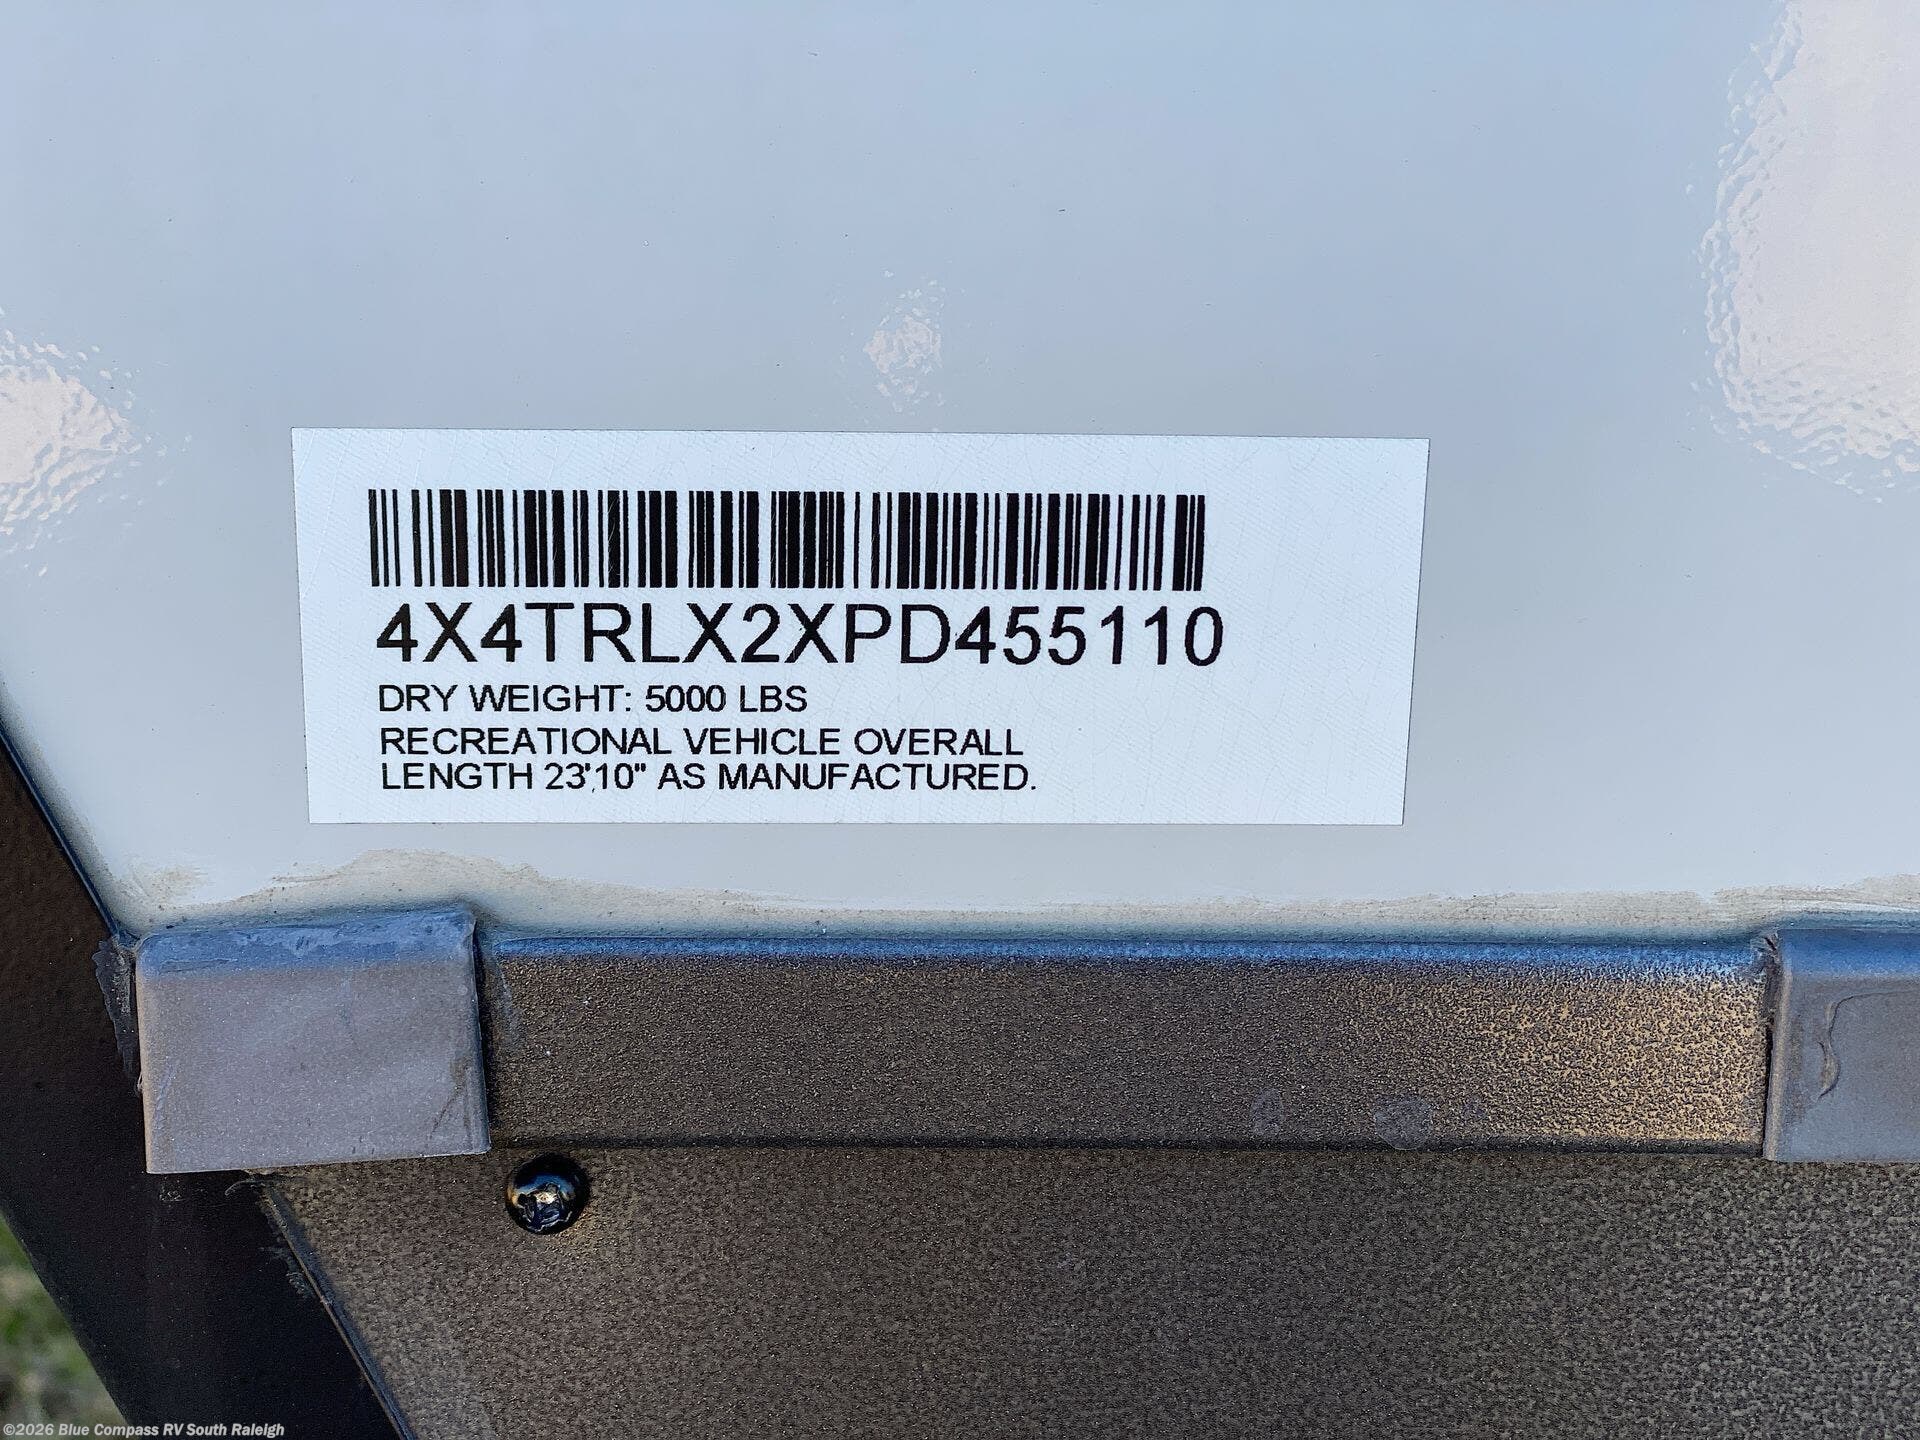 4X4TRLX2XPD455110
DRY WEIGHT: 5000 LBS
RECREATIONAL VEHICLE OVERALL
LENGTH 23'10" AS MANUFACTURED.
©2026 Blue Compass RV South Raleigh